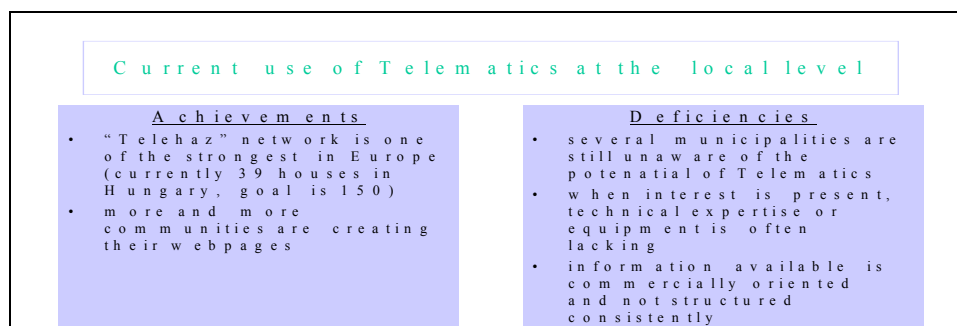 Current use of Telematics at the local level
Achievements
• “Telehaz” network is one
of the strongest in Europe
(currently 39 houses in
Hungary, goal is 150)
• more and more
communities are creating
their webpages
Deficiencies
• several municipalities are
still unaware of the
potenatial of Telematics
• when interest is present,
technical expertise or
equipment is often
lacking
• information available is
commercially oriented
and not structured
consistently